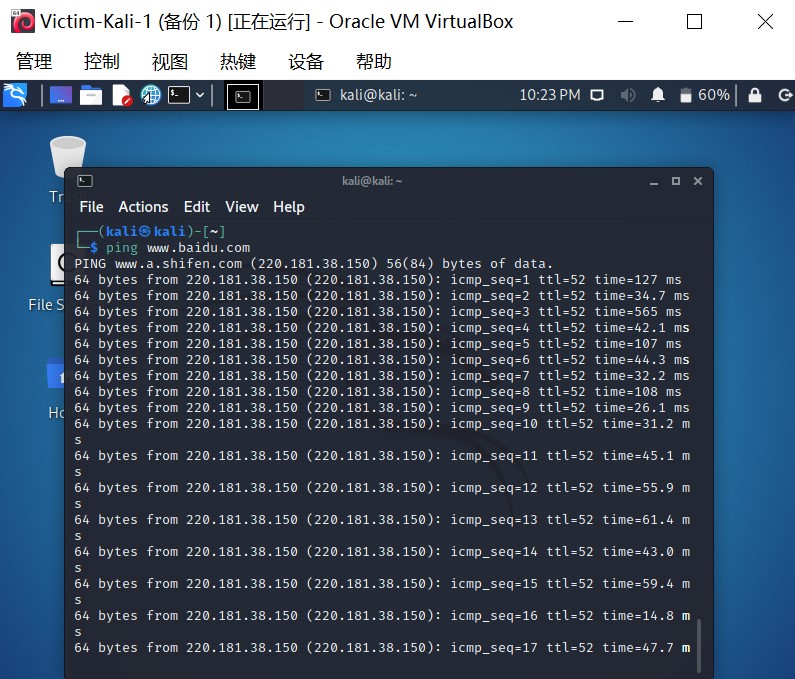 Victim-Kali-1 (备份 1) [正在运行] - Oracle VM VirtualBox
管理 控制 视图 热键 设备 帮助
kali@kali: ~ 10:23 PM 60%
kali@kali: ~
File Actions Edit View Help
Tr
File S
Ho
┌──(kali㉿kali)-[~]
└─$ ping www.baidu.com
PING www.a.shifen.com (220.181.38.150) 56(84) bytes of data.
64 bytes from 220.181.38.150 (220.181.38.150): icmp_seq=1 ttl=52 time=127 ms
64 bytes from 220.181.38.150 (220.181.38.150): icmp_seq=2 ttl=52 time=34.7 ms
64 bytes from 220.181.38.150 (220.181.38.150): icmp_seq=3 ttl=52 time=565 ms
64 bytes from 220.181.38.150 (220.181.38.150): icmp_seq=4 ttl=52 time=42.1 ms
64 bytes from 220.181.38.150 (220.181.38.150): icmp_seq=5 ttl=52 time=107 ms
64 bytes from 220.181.38.150 (220.181.38.150): icmp_seq=6 ttl=52 time=44.3 ms
64 bytes from 220.181.38.150 (220.181.38.150): icmp_seq=7 ttl=52 time=32.2 ms
64 bytes from 220.181.38.150 (220.181.38.150): icmp_seq=8 ttl=52 time=108 ms
64 bytes from 220.181.38.150 (220.181.38.150): icmp_seq=9 ttl=52 time=26.1 ms
64 bytes from 220.181.38.150 (220.181.38.150): icmp_seq=10 ttl=52 time=31.2 m
s
64 bytes from 220.181.38.150 (220.181.38.150): icmp_seq=11 ttl=52 time=45.1 m
s
64 bytes from 220.181.38.150 (220.181.38.150): icmp_seq=12 ttl=52 time=55.9 m
s
64 bytes from 220.181.38.150 (220.181.38.150): icmp_seq=13 ttl=52 time=61.4 m
s
64 bytes from 220.181.38.150 (220.181.38.150): icmp_seq=14 ttl=52 time=43.0 m
s
64 bytes from 220.181.38.150 (220.181.38.150): icmp_seq=15 ttl=52 time=59.4 m
s
64 bytes from 220.181.38.150 (220.181.38.150): icmp_seq=16 ttl=52 time=14.8 m
s
64 bytes from 220.181.38.150 (220.181.38.150): icmp_seq=17 ttl=52 time=47.7 m